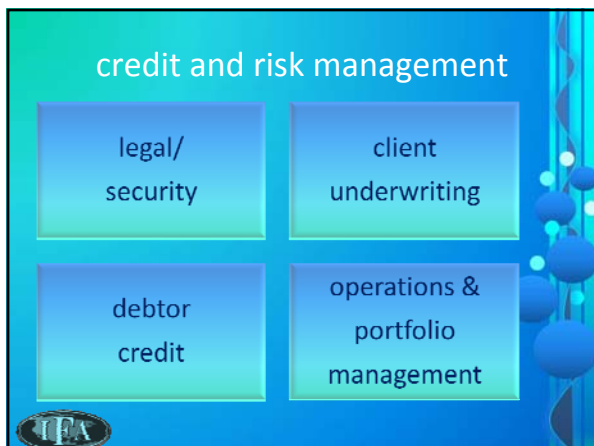 credit and risk management
legal/
security
client
underwriting
debtor
credit
operations &
portfolio
management
IFA